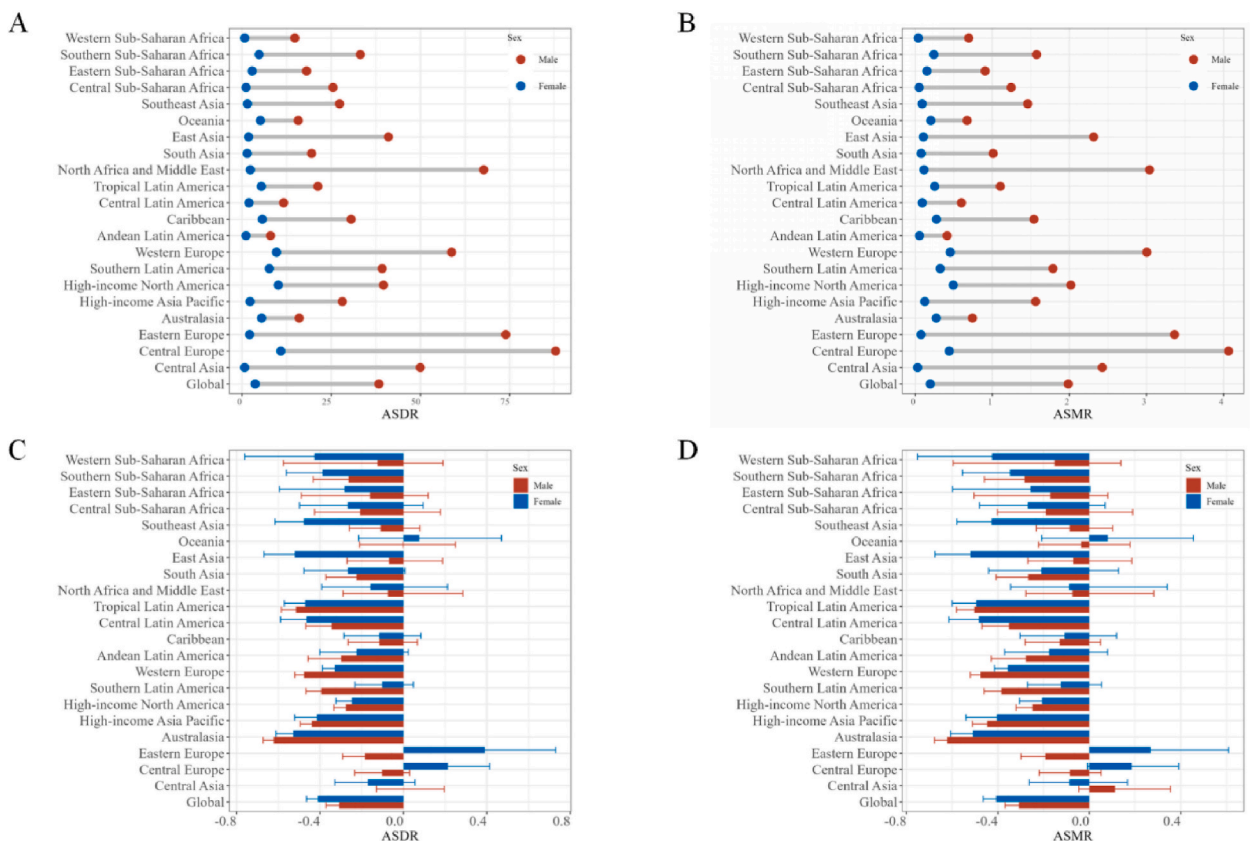 A
Western Sub-Saharan Africa
Southern Sub-Saharan Africa
Eastern Sub-Saharan Africa
Central Sub-Saharan Africa
Southeast Asia
Oceania
East Asia
South Asia
North Africa and Middle East
Tropical Latin America
Central Latin America
Caribbean
Andean Latin America
Western Europe
Southern Latin America
High-income North America
High-income Asia Pacific
Australasia
Eastern Europe
Central Europe
Central Asia
Global
Sex
Male
Female
0 25 50 75
ASDR
B
Western Sub-Saharan Africa
Southern Sub-Saharan Africa
Eastern Sub-Saharan Africa
Central Sub-Saharan Africa
Southeast Asia
Oceania
East Asia
South Asia
North Africa and Middle East
Tropical Latin America
Central Latin America
Caribbean
Andean Latin America
Western Europe
Southern Latin America
High-income North America
High-income Asia Pacific
Australasia
Eastern Europe
Central Europe
Central Asia
Global
Sex
Male
Female
0 1 2 3 4
ASMR
C
Western Sub-Saharan Africa
Southern Sub-Saharan Africa
Eastern Sub-Saharan Africa
Central Sub-Saharan Africa
Southeast Asia
Oceania
East Asia
South Asia
North Africa and Middle East
Tropical Latin America
Central Latin America
Caribbean
Andean Latin America
Western Europe
Southern Latin America
High-income North America
High-income Asia Pacific
Australasia
Eastern Europe
Central Europe
Central Asia
Global
Sex
Male
Female
-0.8 -0.4 0.0 0.4 0.8
ASDR
D
Western Sub-Saharan Africa
Southern Sub-Saharan Africa
Eastern Sub-Saharan Africa
Central Sub-Saharan Africa
Southeast Asia
Oceania
East Asia
South Asia
North Africa and Middle East
Tropical Latin America
Central Latin America
Caribbean
Andean Latin America
Western Europe
Southern Latin America
High-income North America
High-income Asia Pacific
Australasia
Eastern Europe
Central Europe
Central Asia
Global
Sex
Male
Female
-0.8 -0.4 0.0 0.4
ASMR